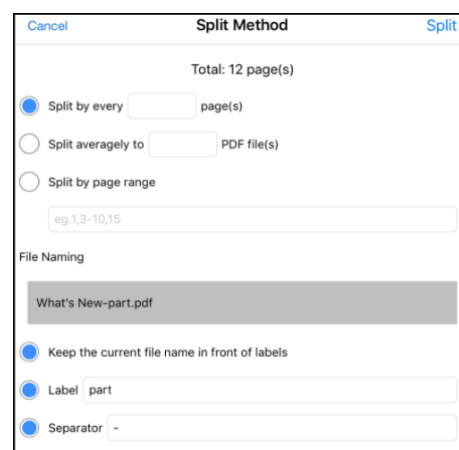 Cancel Split Method Split
Total: 12 page(s)
Split by every page(s)
Split averagely to PDF file(s)
Split by page range
eg.1,3-10,15
File Naming
What's New-part.pdf
Keep the current file name in front of labels
Label part
Separator -